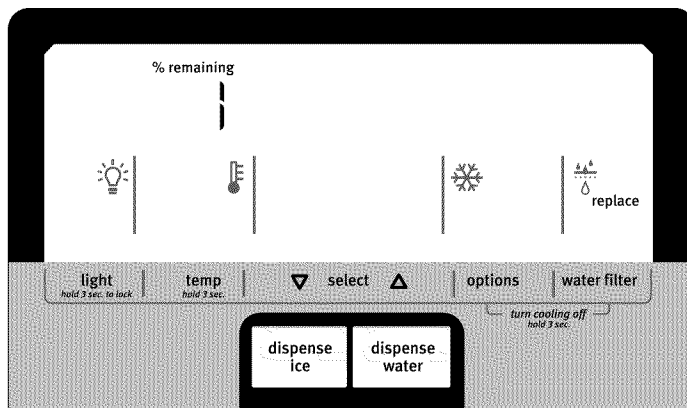 % remaining
1
replace
light temp ▽ select △ options water filter
hold 3 sec. to lock hold 3 sec.
turn cooling off
hold 3 sec.
dispense dispense
ice water